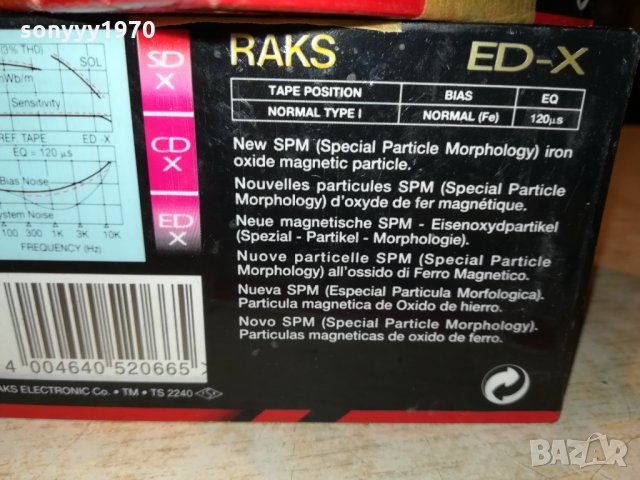 sonyyy1970
(3% THD)
SOL
nWb/m
Sensitivity
REF. TAPE ED -X
EQ = 120 µs
Bias Noise
System Noise
100 300 1K 3K 10K
FREQUENCY (Hz)
SD
X
CD
X
ED
X
RAKS ED-X
TAPE POSITION BIAS EQ
NORMAL TYPE I NORMAL (Fe) 120µs
New SPM (Special Particle Morphology) iron
oxide magnetic particle.
Nouvelles particules SPM (Special Particle
Morphology) d'oxyde de fer magnétique.
Neue magnetische SPM - Eisenoxydpartikel
(Spezial - Partikel - Morphologie).
Nuove particelle SPM (Special Particle
Morphology) all'ossido di Ferro Magnetico.
Nueva SPM (Especial Particula Morfologica).
Particula magnetica de Oxido de hierro.
Novo SPM (Special Particle Morphology).
Particulas magneticas de oxido de ferro.
4 004640 520665 >
RAKS ELECTRONIC Co. • TM • TS 2240
BAZAR
bg